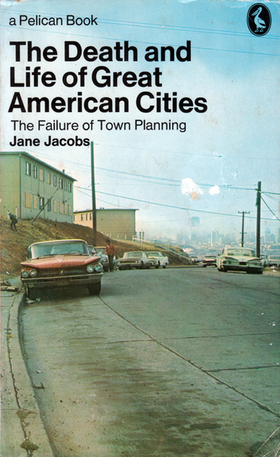 a Pelican Book
The Death and
Life of Great
American Cities
The Failure of Town Planning
Jane Jacobs